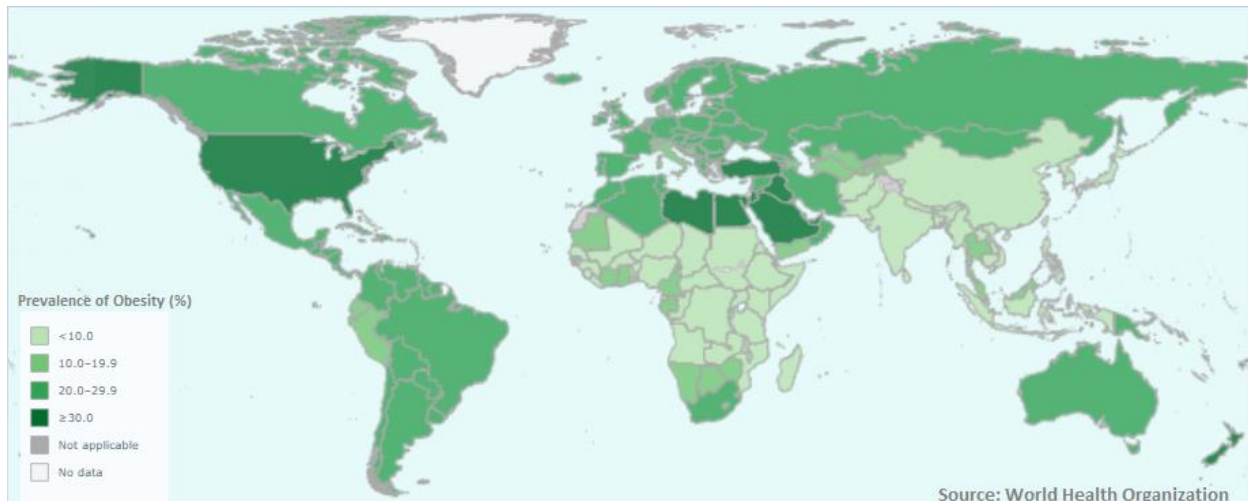 Prevalence of Obesity (%)
<10.0
10.0–19.9
20.0–29.9
≥30.0
Not applicable
No data
Source: World Health Organization